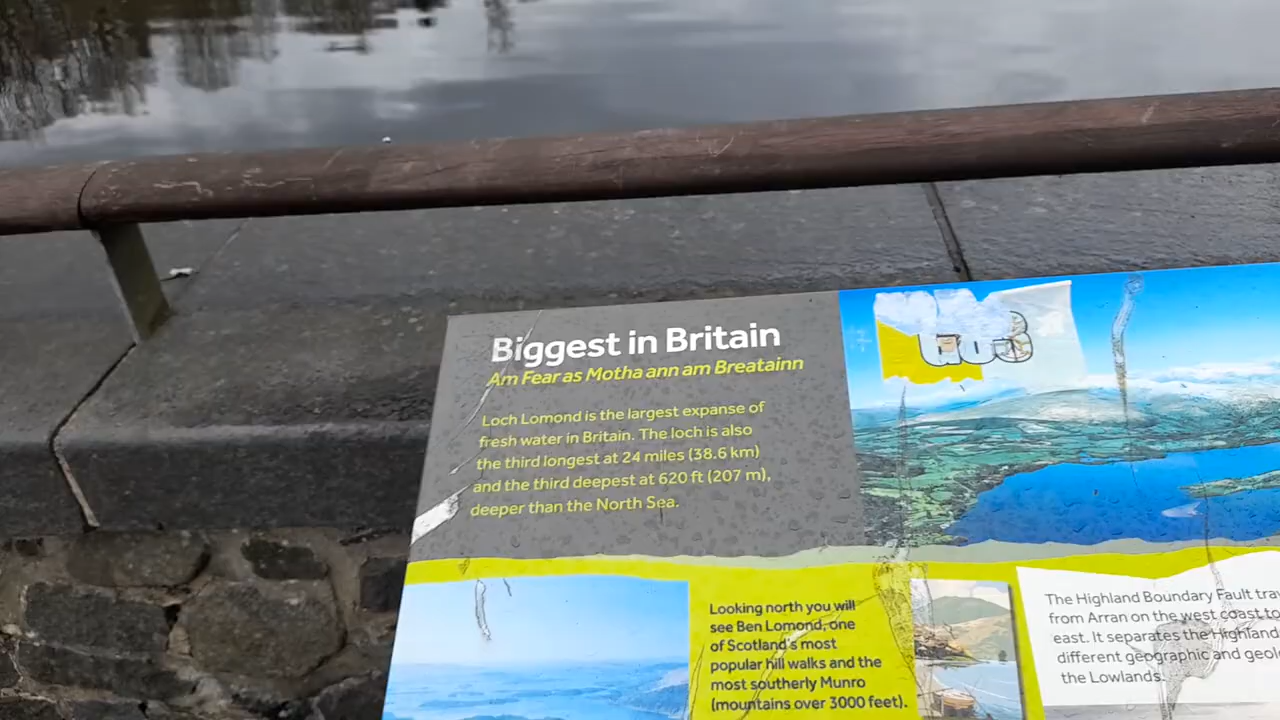 Biggest in Britain
Am Fear as Motha ann am Breatainn
Loch Lomond is the largest expanse of
fresh water in Britain. The loch is also
the third longest at 24 miles (38.6 km)
and the third deepest at 620 ft (207 m),
deeper than the North Sea.
Looking north you will
see Ben Lomond, one
of Scotland's most
popular hill walks and the
most southerly Munro
(mountains over 3000 feet).
The Highland Boundary Fault
from Arran on the west coast to
east. It separates the Highland
different geographic and
the Lowlands.